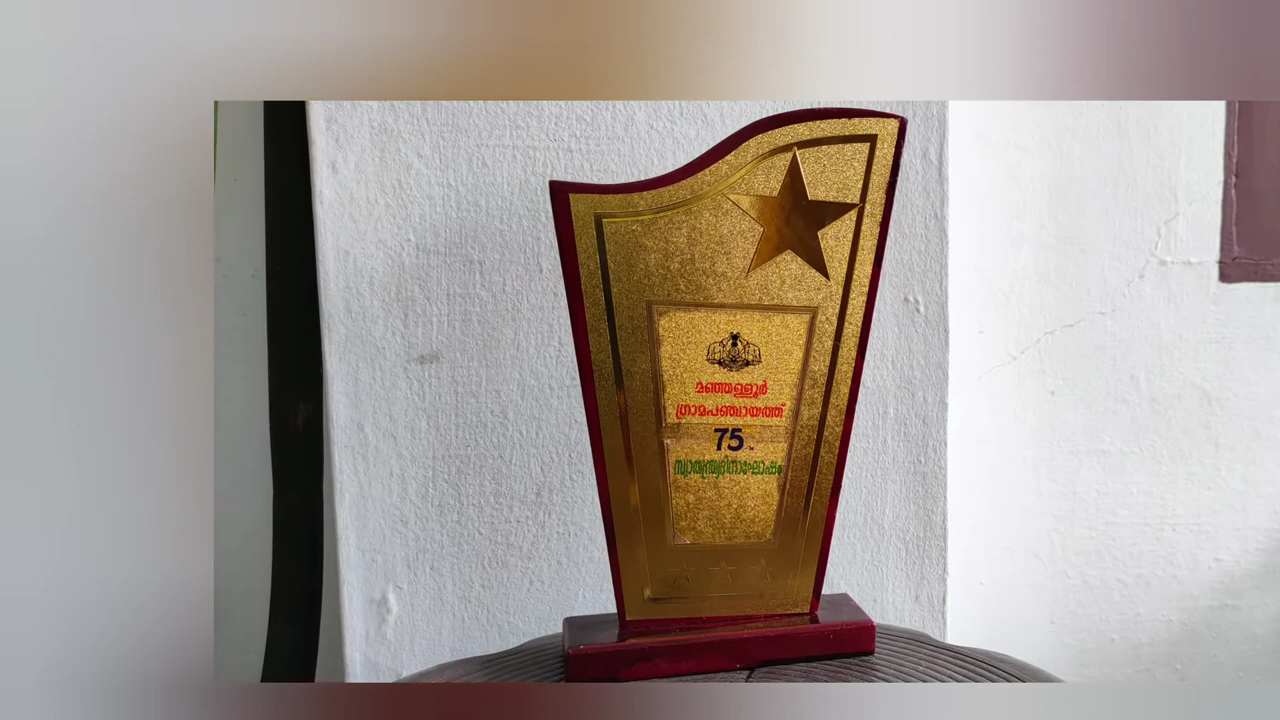 മഞ്ഞള്ളൂർ
ഗ്രാമപഞ്ചായത്ത്
75
സ്വാതന്ത്ര്യദിനാഘോഷം